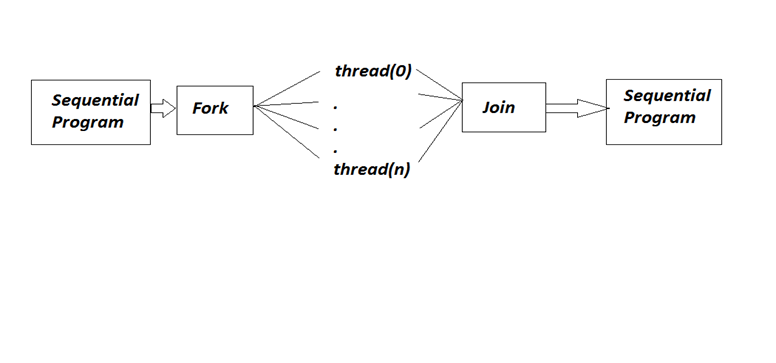 Sequential
Program
Fork
thread(0)
.
.
.
thread(n)
Join
Sequential
Program